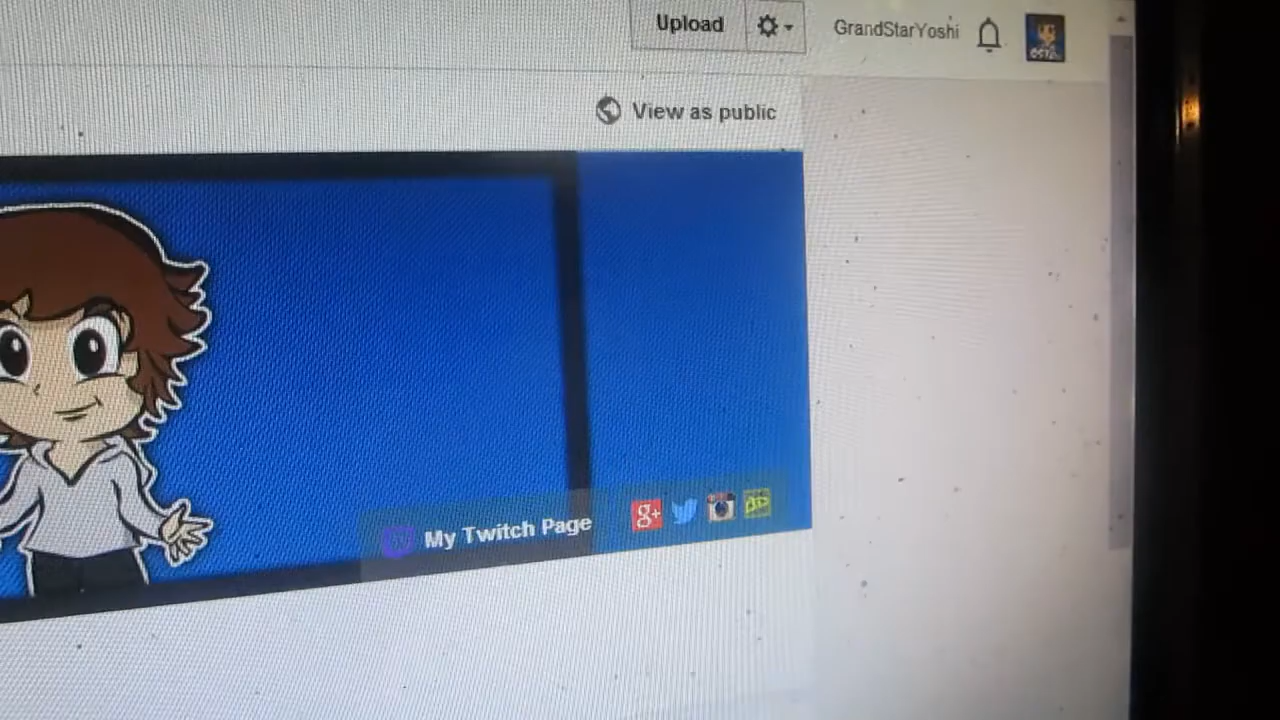 Upload
GrandStarYoshi
View as public
My Twitch Page
g+